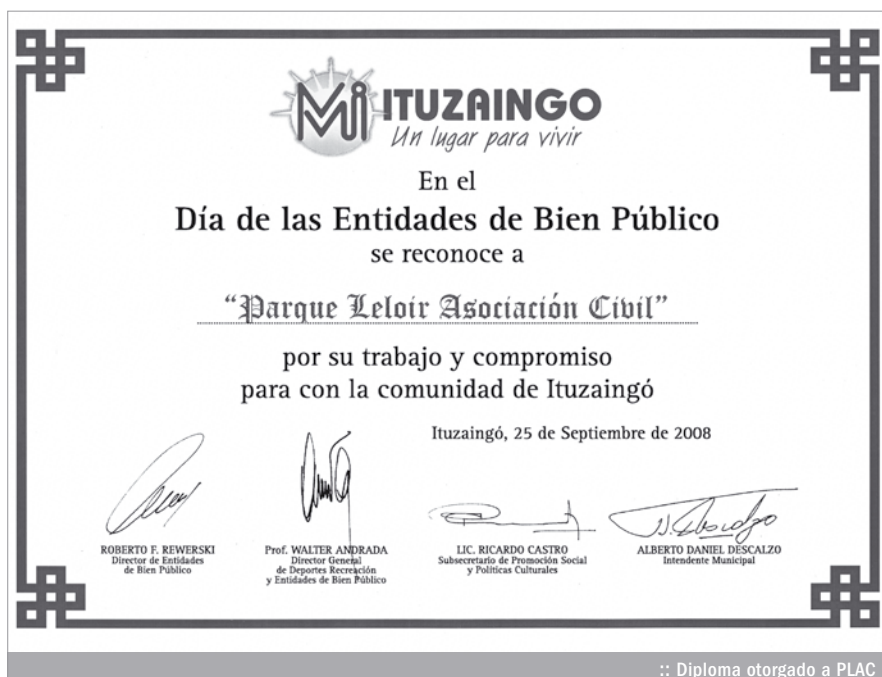 Mi ITUZAINGO
Un lugar para vivir
En el
Día de las Entidades de Bien Público
se reconoce a
“Parque Leloir Asociación Civil”
por su trabajo y compromiso
para con la comunidad de Ituzaingó
Ituzaingó, 25 de Septiembre de 2008
ROBERTO F. REWERSKI
Director de Entidades
de Bien Público
Prof. WALTER ANDRADA
Director General
de Deportes Recreación
y Entidades de Bien Público
LIC. RICARDO CASTRO
Subsecretario de Promoción Social
y Políticas Culturales
ALBERTO DANIEL DESCALZO
Intendente Municipal
:: Diploma otorgado a PLAC